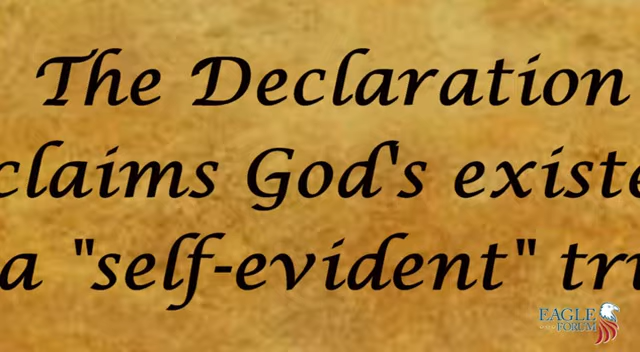 The Declaration
claims God's existe
a "self-evident" tru
EAGLE
FORUM